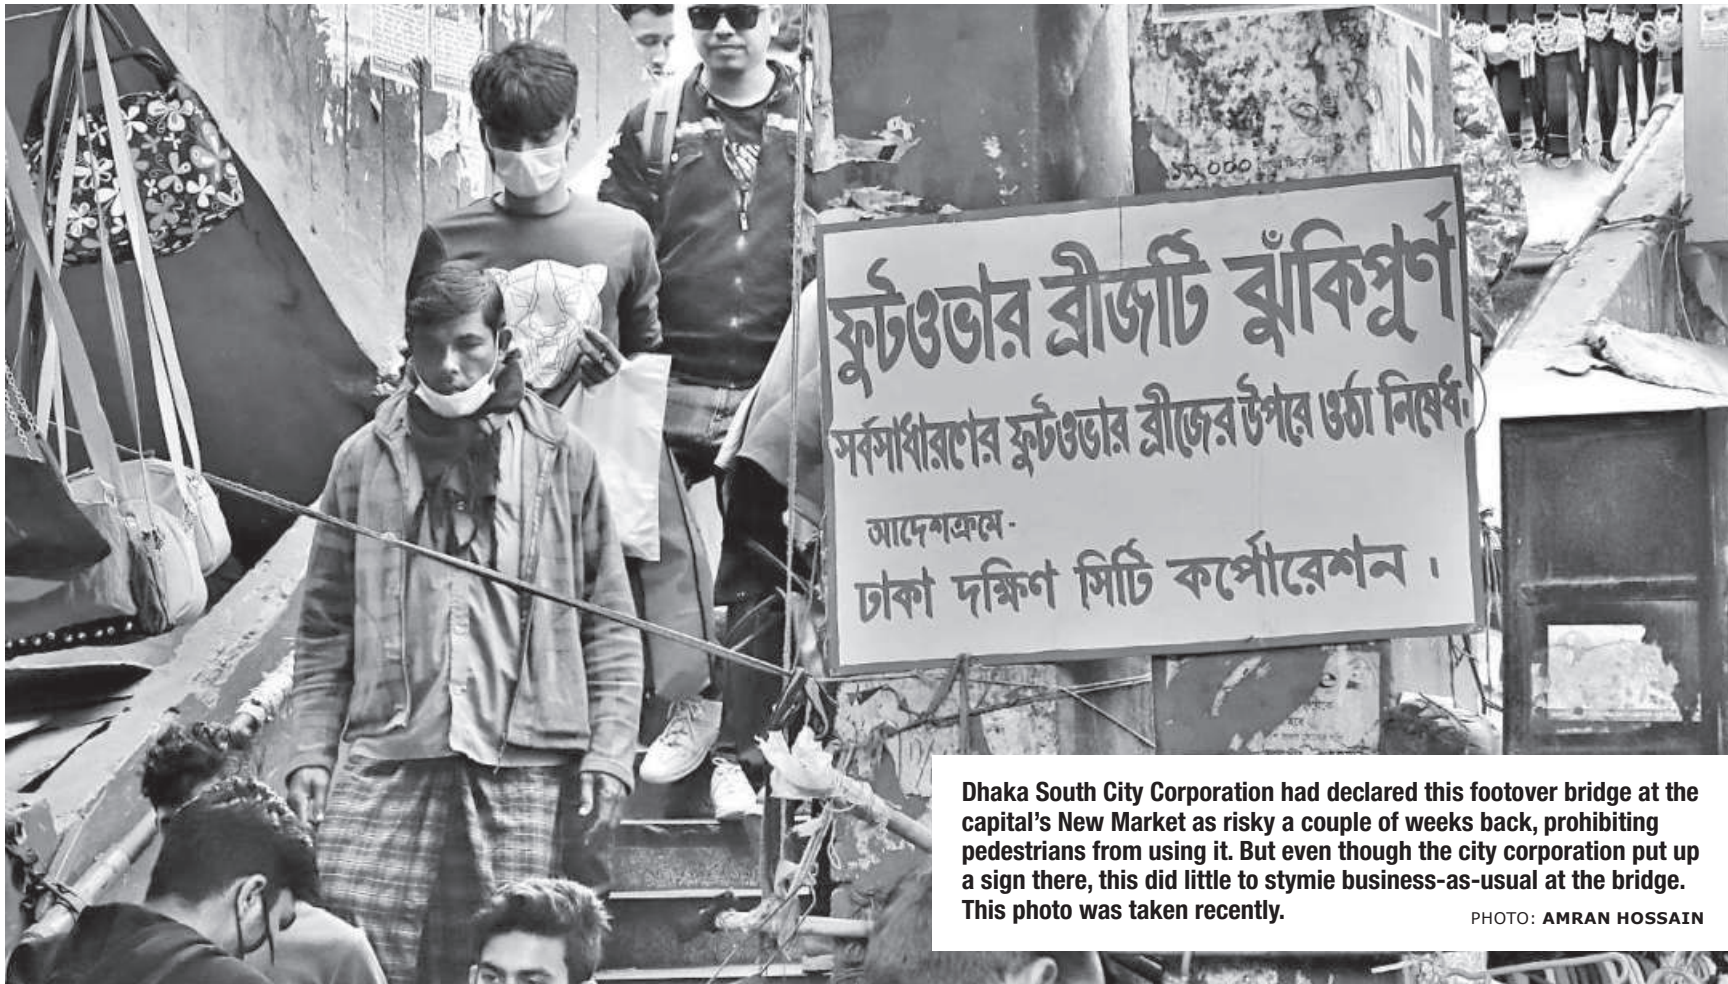 ১৮,০০০
ফুটওভার ব্রীজটি ঝুঁকিপূর্ণ
সর্বসাধারণের ফুটওভার ব্রীজের উপরে ওঠা নিষেধ।
আদেশক্রমে -
ঢাকা দক্ষিণ সিটি কর্পোরেশন ।
Dhaka South City Corporation had declared this footover bridge at the
capital's New Market as risky a couple of weeks back, prohibiting
pedestrians from using it. But even though the city corporation put up
a sign there, this did little to stymie business-as-usual at the bridge.
This photo was taken recently.
PHOTO: AMRAN HOSSAIN